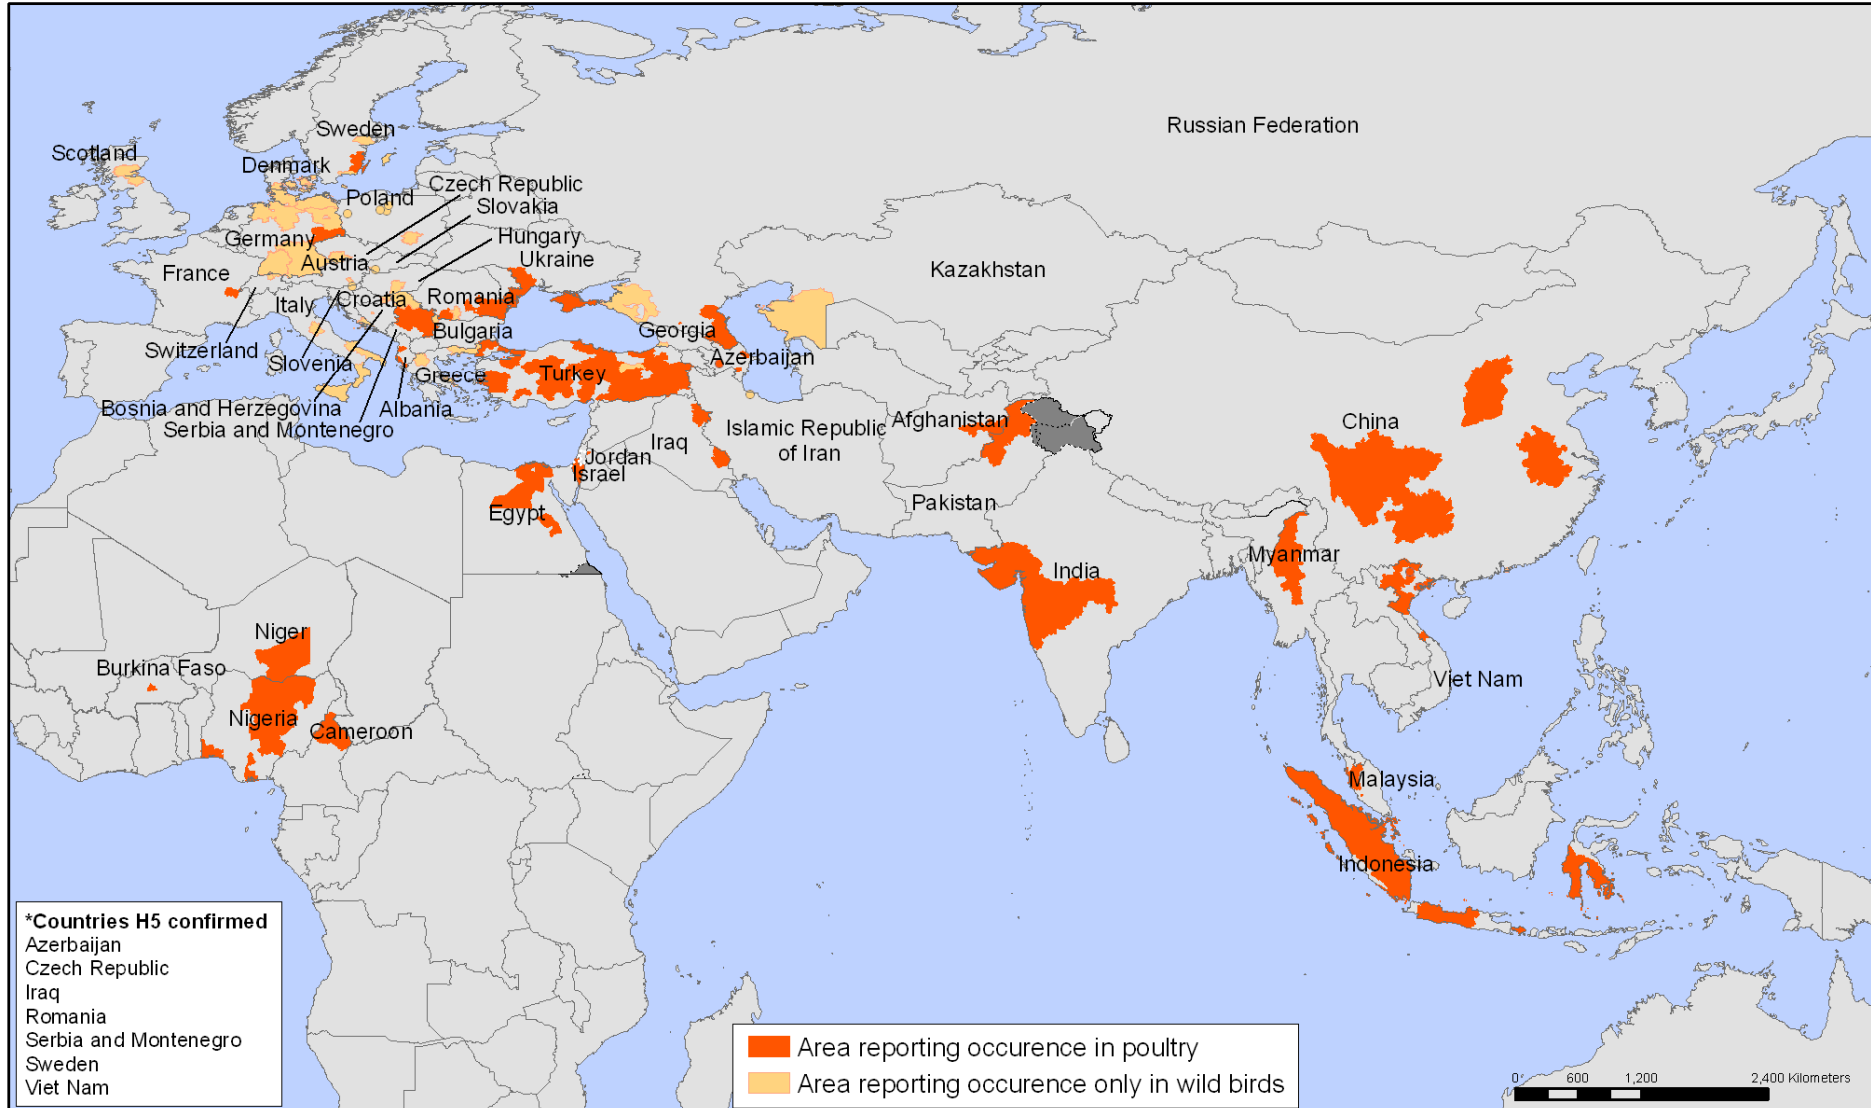 Russian Federation
Sweden
Scotland
Denmark
Czech Republic
Poland
Slovakia
Hungary
Germany
Ukraine
Austria
France
Kazakhstan
Italy
Croatia
Romania
Georgia
Bulgaria
Switzerland
Azerbaijan
Slovenia
Greece
Turkey
Bosnia and Herzegovina
Albania
Serbia and Montenegro
Afghanistan
China
Islamic Republic
of Iran
Iraq
Jordan
Israel
Pakistan
Egypt
Myanmar
India
Niger
Burkina Faso
Viet Nam
Nigeria
Cameroon
Malaysia
Indonesia
*Countries H5 confirmed
Azerbaijan
Czech Republic
Iraq
Romania
Serbia and Montenegro
Sweden
Viet Nam
Area reporting occurence in poultry
Area reporting occurence only in wild birds
0 600 1,200 2,400 Kilometers